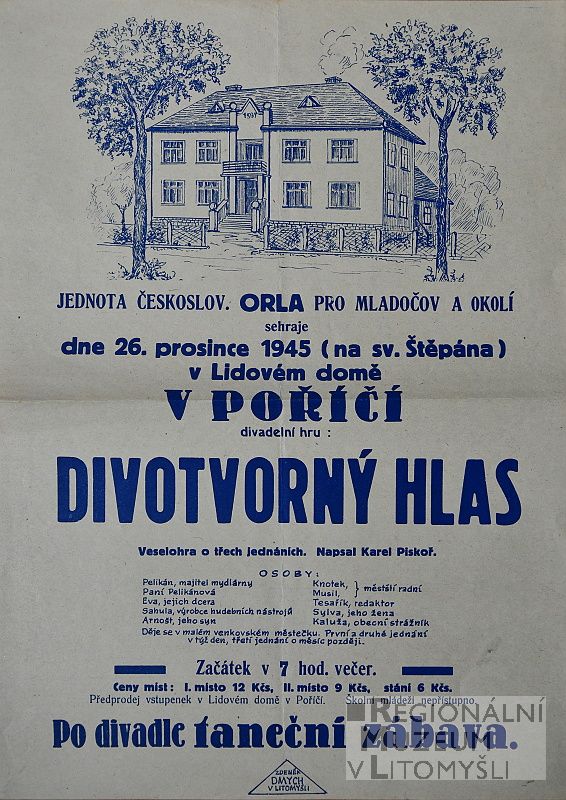 1937
JEDNOTA ČESKOSLOV. ORLA PRO MLADOČOV A OKOLÍ
sehraje
dne 26. prosince 1945 (na sv. Štěpána)
v Lidovém domě
V POŘÍČÍ
divadelní hru :
DIVOTVORNÝ HLAS
Veselohra o třech jednáních. Napsal Karel Piskoř.
OSOBY:
Pelikán, majitel mydlárny
Paní Pelikánová
Eva, jejich dcera
Sahula, výrobce hudebních nástrojů
Arnošt, jeho syn
Knotek,
Musil, } městští radní
Tesařík, redaktor
Sylva, jeho žena
Kaluža, obecní strážník
Děje se v malém venkovském městečku. První a druhé jednání
v týž den, třetí jednání o měsíc později.
Začátek v 7 hod. večer.
Ceny míst : I. místo 12 Kčs, II. místo 9 Kčs, stání 6 Kčs.
Předprodej vstupenek v Lidovém domě v Poříčí. Školní mládeži nepřístupno.
Po divadle taneční zábava.
ZDENĚK
DMYCH
V LITOMYŠLI
REGIONÁLNÍ
MUZEUM
V LITOMYŠLI